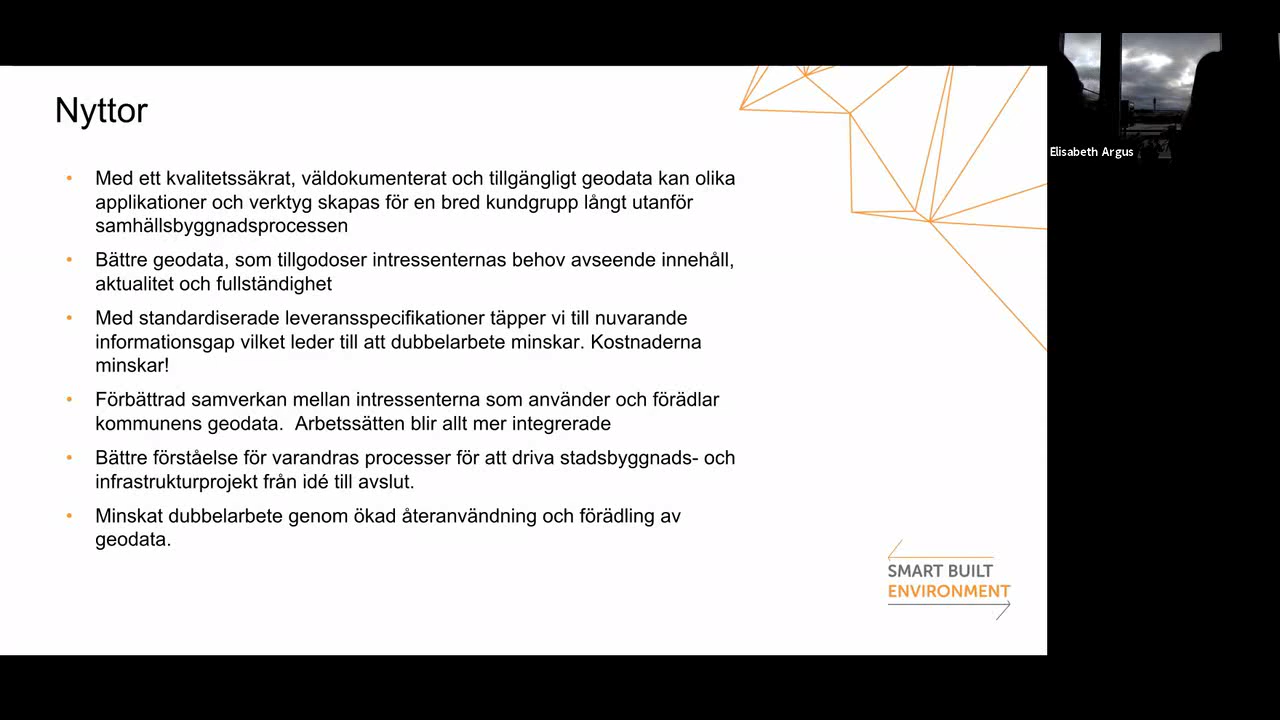 Nyttor
• Med ett kvalitetssäkrat, väldokumenterat och tillgängligt geodata kan olika
applikationer och verktyg skapas för en bred kundgrupp långt utanför
samhällsbyggnadsprocessen
• Bättre geodata, som tillgodoser intressenternas behov avseende innehåll,
aktualitet och fullständighet
• Med standardiserade leveransspecifikationer täpper vi till nuvarande
informationsgap vilket leder till att dubbelarbete minskar. Kostnaderna
minskar!
• Förbättrad samverkan mellan intressenterna som använder och förädlar
kommunens geodata.  Arbetssätten blir allt mer integrerade
• Bättre förståelse för varandras processer för att driva stadsbyggnads- och
infrastrukturprojekt från idé till avslut.
• Minskat dubbelarbete genom ökad återanvändning och förädling av
geodata.
SMART BUILT
ENVIRONMENT
Elisabeth Argus